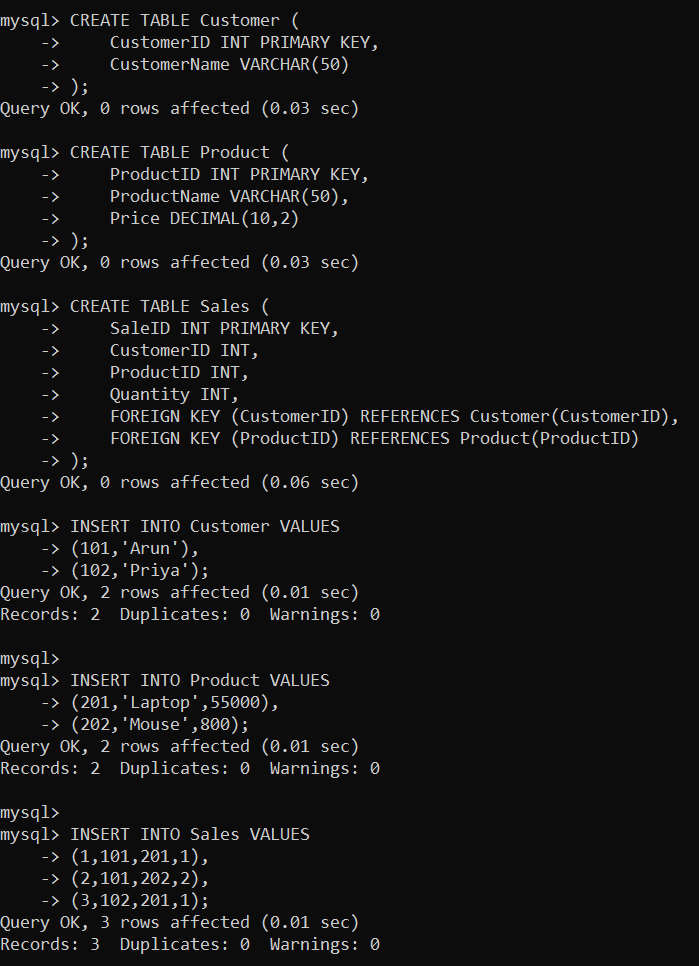 mysql> CREATE TABLE Customer (
    ->     CustomerID INT PRIMARY KEY,
    ->     CustomerName VARCHAR(50)
    -> );
Query OK, 0 rows affected (0.03 sec)

mysql> CREATE TABLE Product (
    ->     ProductID INT PRIMARY KEY,
    ->     ProductName VARCHAR(50),
    ->     Price DECIMAL(10,2)
    -> );
Query OK, 0 rows affected (0.03 sec)

mysql> CREATE TABLE Sales (
    ->     SaleID INT PRIMARY KEY,
    ->     CustomerID INT,
    ->     ProductID INT,
    ->     Quantity INT,
    ->     FOREIGN KEY (CustomerID) REFERENCES Customer(CustomerID),
    ->     FOREIGN KEY (ProductID) REFERENCES Product(ProductID)
    -> );
Query OK, 0 rows affected (0.06 sec)

mysql> INSERT INTO Customer VALUES
    -> (101,'Arun'),
    -> (102,'Priya');
Query OK, 2 rows affected (0.01 sec)
Records: 2  Duplicates: 0  Warnings: 0

mysql>
mysql> INSERT INTO Product VALUES
    -> (201,'Laptop',55000),
    -> (202,'Mouse',800);
Query OK, 2 rows affected (0.01 sec)
Records: 2  Duplicates: 0  Warnings: 0

mysql>
mysql> INSERT INTO Sales VALUES
    -> (1,101,201,1),
    -> (2,101,202,2),
    -> (3,102,201,1);
Query OK, 3 rows affected (0.01 sec)
Records: 3  Duplicates: 0  Warnings: 0